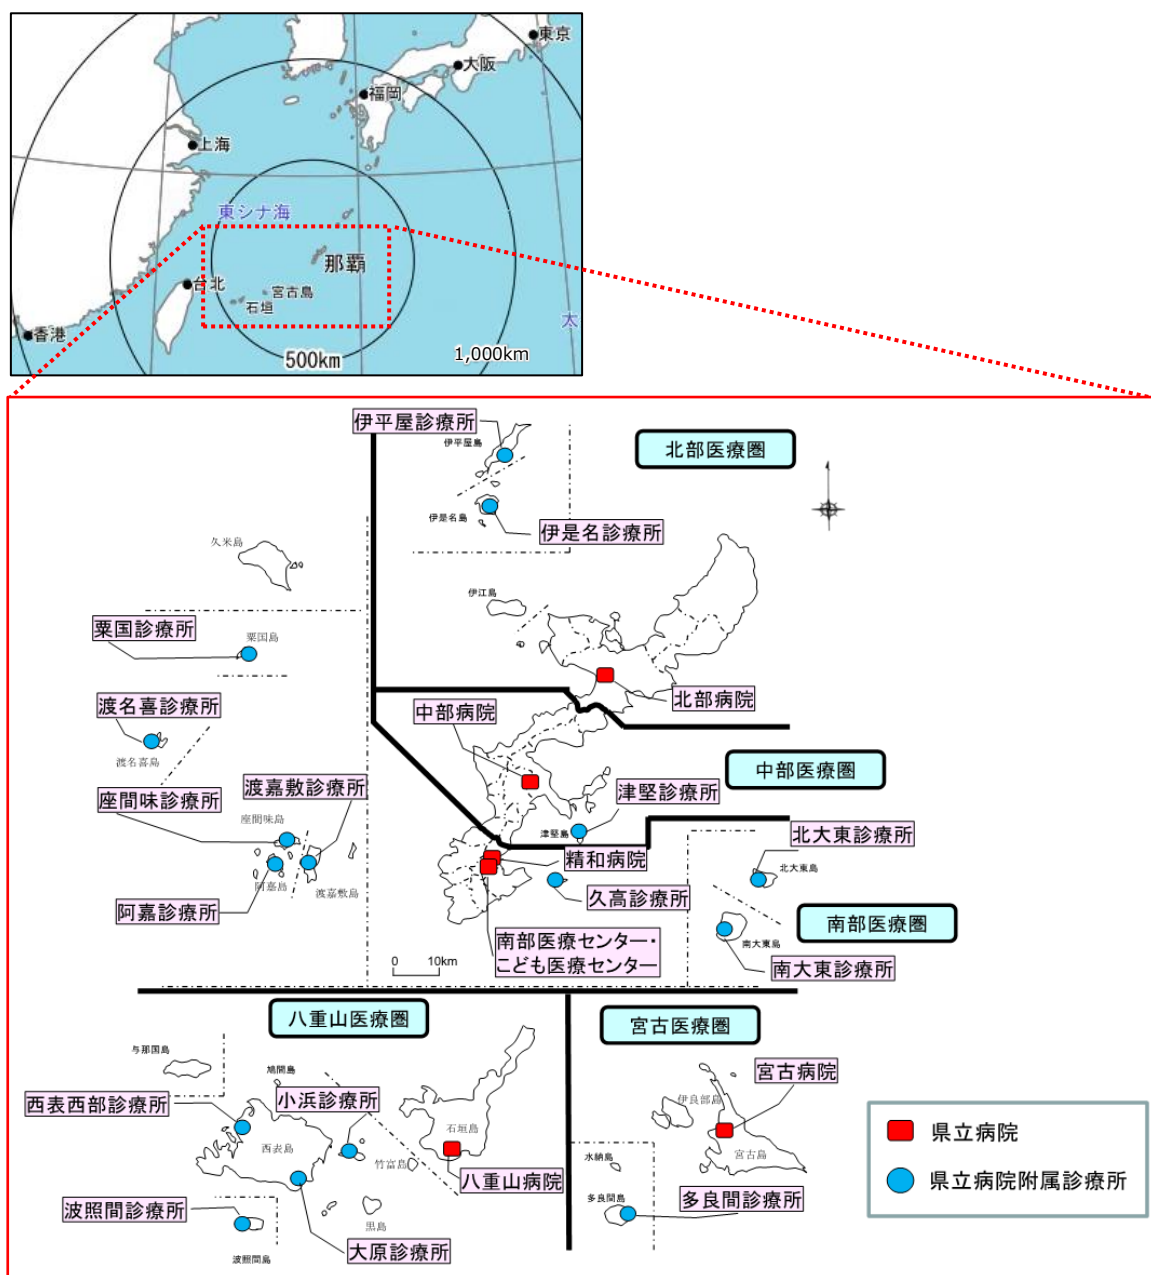 東京
大阪
福岡
上海
東シナ海
那覇
台北
宮古島
石垣
太
香港
500km
1,000km
伊平屋診療所
伊平屋島
北部医療圏
伊是名島
伊是名診療所
久米島
伊江島
粟国診療所
粟国島
北部病院
渡名喜診療所
中部病院
渡名喜島
中部医療圏
渡嘉敷診療所
座間味診療所
津堅診療所
座間味島
津堅島
北大東診療所
精和病院
北大東島
阿嘉島
渡嘉敷島
久高診療所
阿嘉診療所
南部医療圏
南部医療センター・
こども医療センター
南大東島
0 10km
南大東診療所
八重山医療圏
宮古医療圏
与那国島
鳩間島
宮古病院
西表西部診療所
小浜診療所
伊良部島
石垣島
県立病院
西表島
竹富島
水納島
宮古島
八重山病院
県立病院附属診療所
多良間島
多良間診療所
波照間診療所
黒島
大原診療所
波照間島